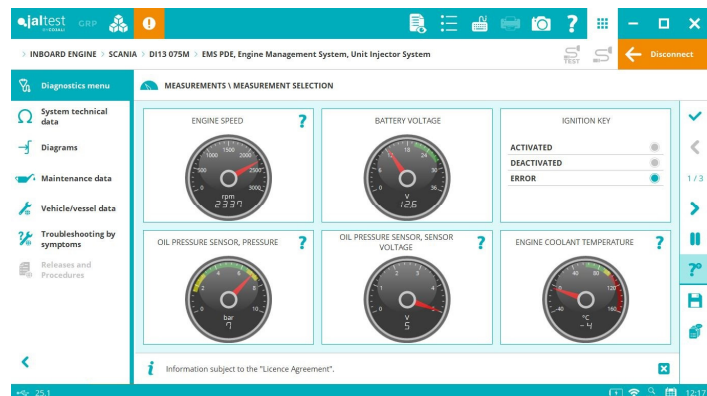 jaltest GRP
BY COJALI
> INBOARD ENGINE > SCANIA > DI13 075M > EMS PDE, Engine Management System, Unit Injector System
TEST
Disconnect
Diagnostics menu
System technical data
Diagrams
Maintenance data
Vehicle/vessel data
Troubleshooting by symptoms
Releases and Procedures
MEASUREMENTS \ MEASUREMENT SELECTION
ENGINE SPEED ?
0 500 1000 1500 2000 2500 3000
rpm
2337
BATTERY VOLTAGE
12 18 24
6 30
0 36
V
12,6
IGNITION KEY
ACTIVATED
DEACTIVATED
ERROR
OIL PRESSURE SENSOR, PRESSURE ?
0 2 4 6 8 10
bar
7
OIL PRESSURE SENSOR, SENSOR
VOLTAGE ?
0 1 2 3 4
V
5
ENGINE COOLANT TEMPERATURE ?
-40 0 40 80 120 160
°C
-4
1 / 3
i Information subject to the "Licence Agreement".
25.1
12:17